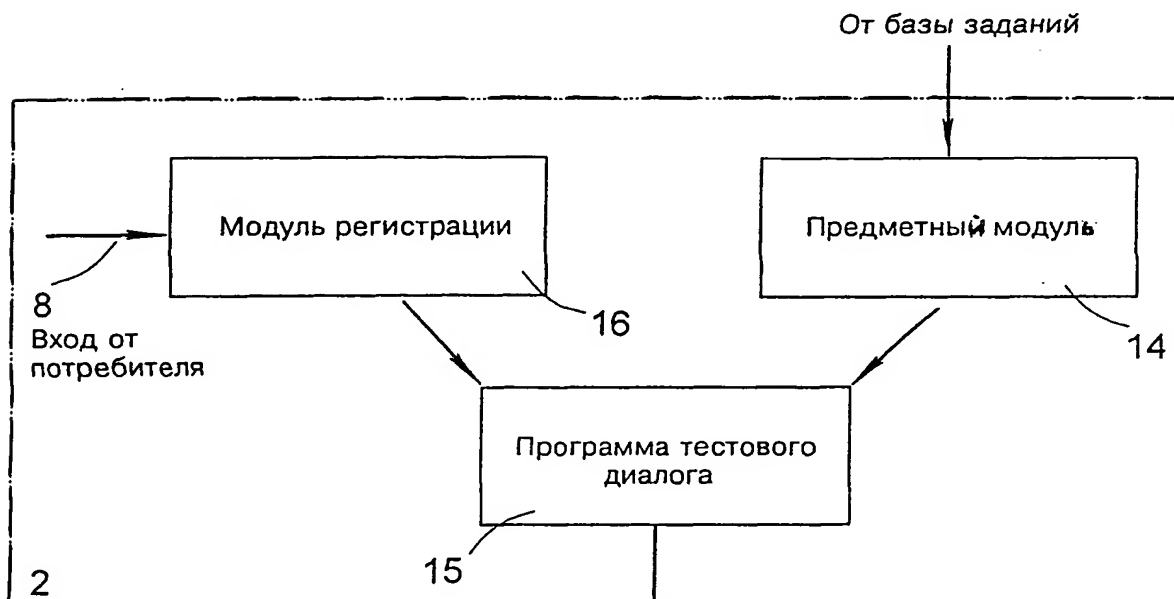 От базы заданий
Модуль регистрации
Предметный модуль
8
Вход от
потребителя
16
14
Программа тестового
диалога
15
2